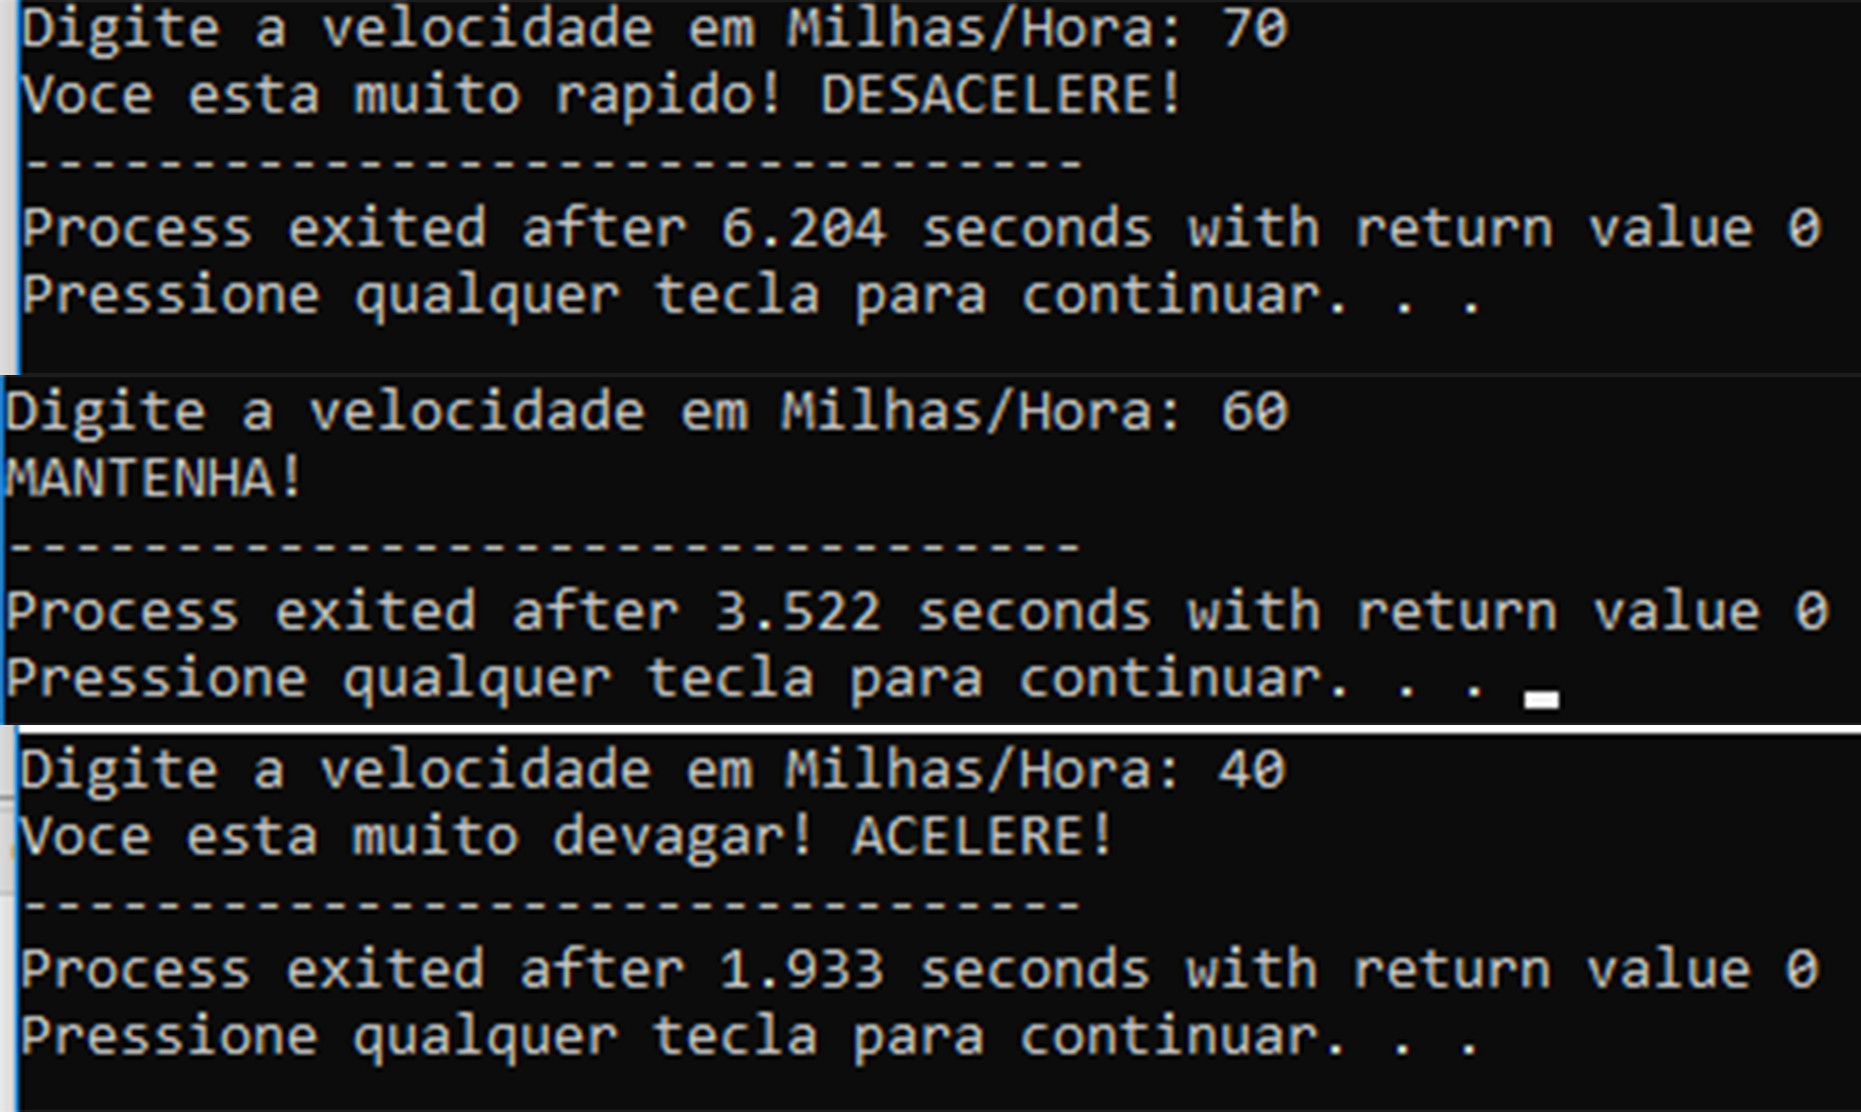 Digite a velocidade em Milhas/Hora: 70
Voce esta muito rapido! DESACELERE!
--------------------------------
Process exited after 6.204 seconds with return value 0
Pressione qualquer tecla para continuar. . .
Digite a velocidade em Milhas/Hora: 60
MANTENHA!
--------------------------------
Process exited after 3.522 seconds with return value 0
Pressione qualquer tecla para continuar. . .
Digite a velocidade em Milhas/Hora: 40
Voce esta muito devagar! ACELERE!
--------------------------------
Process exited after 1.933 seconds with return value 0
Pressione qualquer tecla para continuar. . .